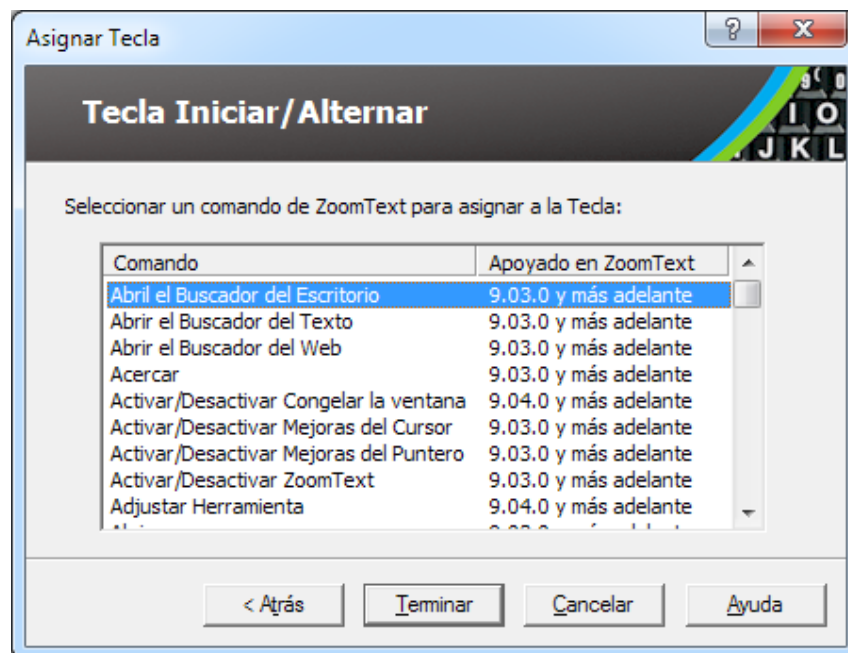 Asignar Tecla
Tecla Iniciar/Alternar
9 ( 0
I O
J K L
Seleccionar un comando de ZoomText para asignar a la Tecla:
Comando Apoyado en ZoomText
Abril el Buscador del Escritorio 9.03.0 y más adelante
Abrir el Buscador del Texto 9.03.0 y más adelante
Abrir el Buscador del Web 9.03.0 y más adelante
Acercar 9.03.0 y más adelante
Activar/Desactivar Congelar la ventana 9.04.0 y más adelante
Activar/Desactivar Mejoras del Cursor 9.03.0 y más adelante
Activar/Desactivar Mejoras del Puntero 9.03.0 y más adelante
Activar/Desactivar ZoomText 9.03.0 y más adelante
Adjustar Herramienta 9.04.0 y más adelante
< Atrás Terminar Cancelar Ayuda